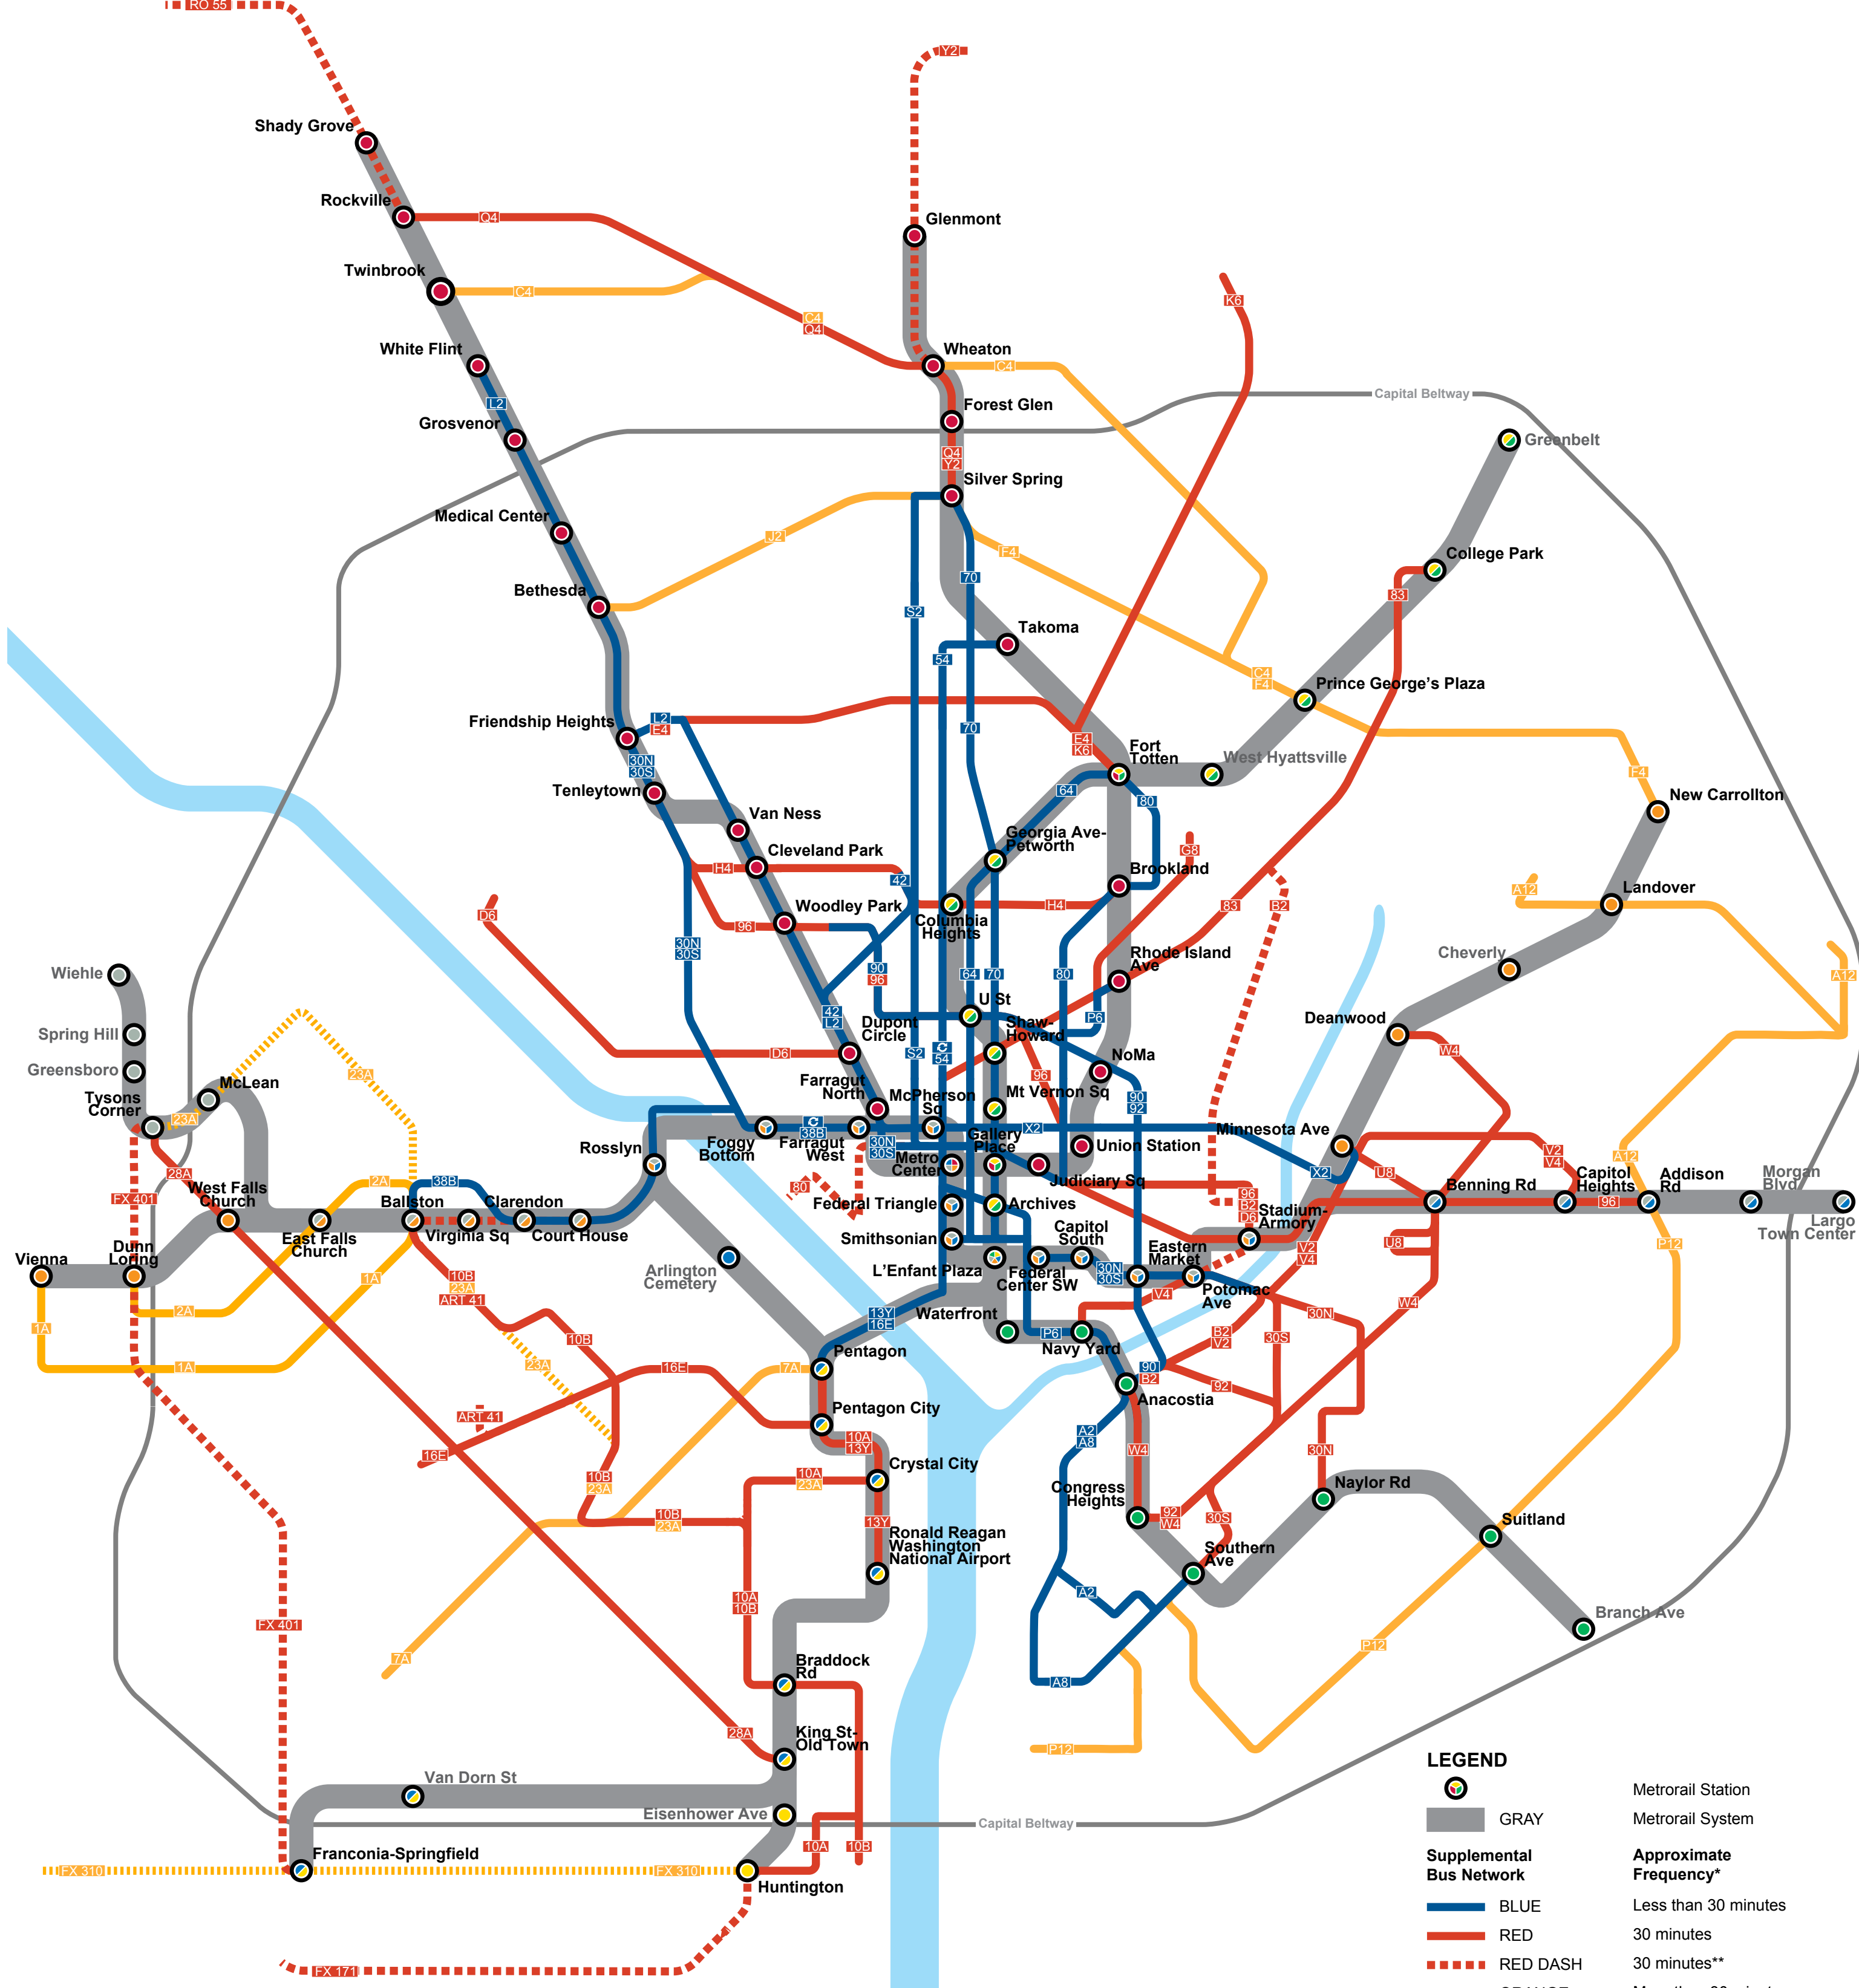 RO 55
Y2
Shady Grove
Rockville
Q4
Glenmont
Twinbrook
C4
K6
C4
Q4
White Flint
Wheaton
C4
L2
Capital Beltway
Forest Glen
Grosvenor
Greenbelt
Q4
Y2
Silver Spring
Medical Center
J2
F4
College Park
70
Bethesda
83
S2
Takoma
54
C4
F4
Prince George's Plaza
Friendship Heights
L2
E4
70
E4
K6
Fort
Totten
West Hyattsville
30N
30S
F4
Tenleytown
64
80
New Carrollton
Van Ness
Georgia Ave-
Petworth
G8
Cleveland Park
H4
42
Brookland
A12
Landover
D6
Woodley Park
96
Columbia
Heights
H4
83
B2
30N
30S
90
96
64
70
80
Rhode Island
Ave
Cheverly
Wiehle
A12
42
L2
U St
P6
Deanwood
Spring Hill
Dupont
Circle
Shaw-
Howard
D6
S2
54
NoMa
W4
Greensboro
23A
McLean
Farragut
North
McPherson
Sq
96
Mt Vernon Sq
90
92
Tysons
Corner
23A
38B
X2
Minnesota Ave
Rosslyn
Foggy
Bottom
Farragut
West
30N
30S
Gallery
Place
Union Station
V2
V4
A12
28A
2A
38B
Metro
Center
Judiciary Sq
X2
U8
Capitol
Heights
Addison
Rd
Morgan
Blvd
FX 401
West Falls
Church
Ballston
Clarendon
80
Federal Triangle
Archives
96
B2
D6
Benning Rd
96
Largo
Town Center
East Falls
Church
Virginia Sq
Court House
Smithsonian
Capitol
South
Stadium-
Armory
U8
P12
Vienna
Dunn
Loring
1A
10B
23A
ART 41
Arlington
Cemetery
L'Enfant Plaza
Federal
Center SW
30N
30S
Eastern
Market
Potomac
Ave
V2
V4
2A
1A
13Y
16E
Waterfront
P6
Navy Yard
V4
B2
V2
30N
30S
W4
1A
10B
23A
16E
7A
Pentagon
90
B2
92
Anacostia
ART 41
Pentagon City
16E
10A
13Y
A2
A8
W4
30N
10B
23A
10A
23A
Crystal City
Congress
Heights
Naylor Rd
10B
23A
13Y
92
W4
30S
Suitland
Ronald Reagan
Washington
National Airport
Southern
Ave
A2
10A
10B
FX 401
Branch Ave
7A
P12
Braddock
Rd
A8
28A
King St-
Old Town
P12
Van Dorn St
Eisenhower Ave
Capital Beltway
10A
10B
Franconia-Springfield
FX 310
FX 310
Huntington
FX 171
LEGEND
Metrorail Station
GRAY
Metrorail System
Supplemental
Bus Network
Approximate
Frequency*
BLUE
Less than 30 minutes
RED
30 minutes
RED DASH
30 minutes**